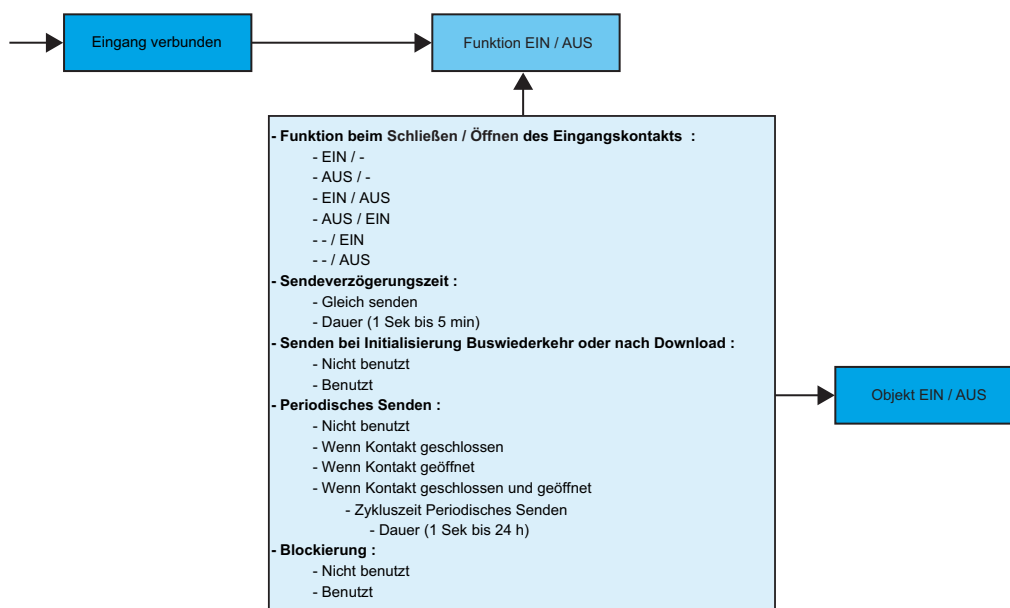 Eingang verbunden
Funktion EIN / AUS
- Funktion beim Schließen / Öffnen des Eingangskontakts :
- EIN / -
- AUS / -
- EIN / AUS
- AUS / EIN
- - / EIN
- - / AUS
- Sendeverzögerungszeit :
- Gleich senden
- Dauer (1 Sek bis 5 min)
- Senden bei Initialisierung Buswiederkehr oder nach Download :
- Nicht benutzt
- Benutzt
- Periodisches Senden :
- Nicht benutzt
- Wenn Kontakt geschlossen
- Wenn Kontakt geöffnet
- Wenn Kontakt geschlossen und geöffnet
- Zykluszeit Periodisches Senden
- Dauer (1 Sek bis 24 h)
- Blockierung :
- Nicht benutzt
- Benutzt
Objekt EIN / AUS